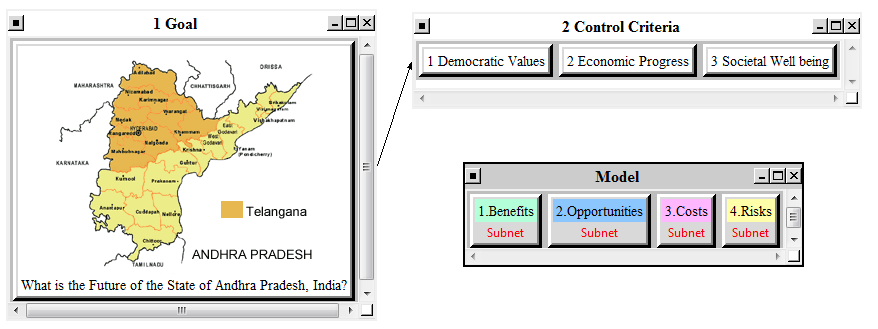 1 Goal
ORISSA
Adilabad
MAHARASHTRA
CHHATTISGARH
Nizamabad
Karimnagar
Warangal
Medak
HYDERABAD
Rangareddi
Khammam
Nalgonda
Mahbubnagar
Srikakulam
Vizianagaram
Vishakhapatnam
East
Godavari
West
Godavari
Krishna
Yanam
(Pondicherry)
Guntur
KARNATAKA
Kurnool
Prakasam
Anantapur
Cuddapah
Nellore
Chittoor
TAMILNADU
Telangana
ANDHRA PRADESH
What is the Future of the State of Andhra Pradesh, India?
2 Control Criteria
1 Democratic Values
2 Economic Progress
3 Societal Well being
Model
1.Benefits
Subnet
2.Opportunities
Subnet
3.Costs
Subnet
4.Risks
Subnet